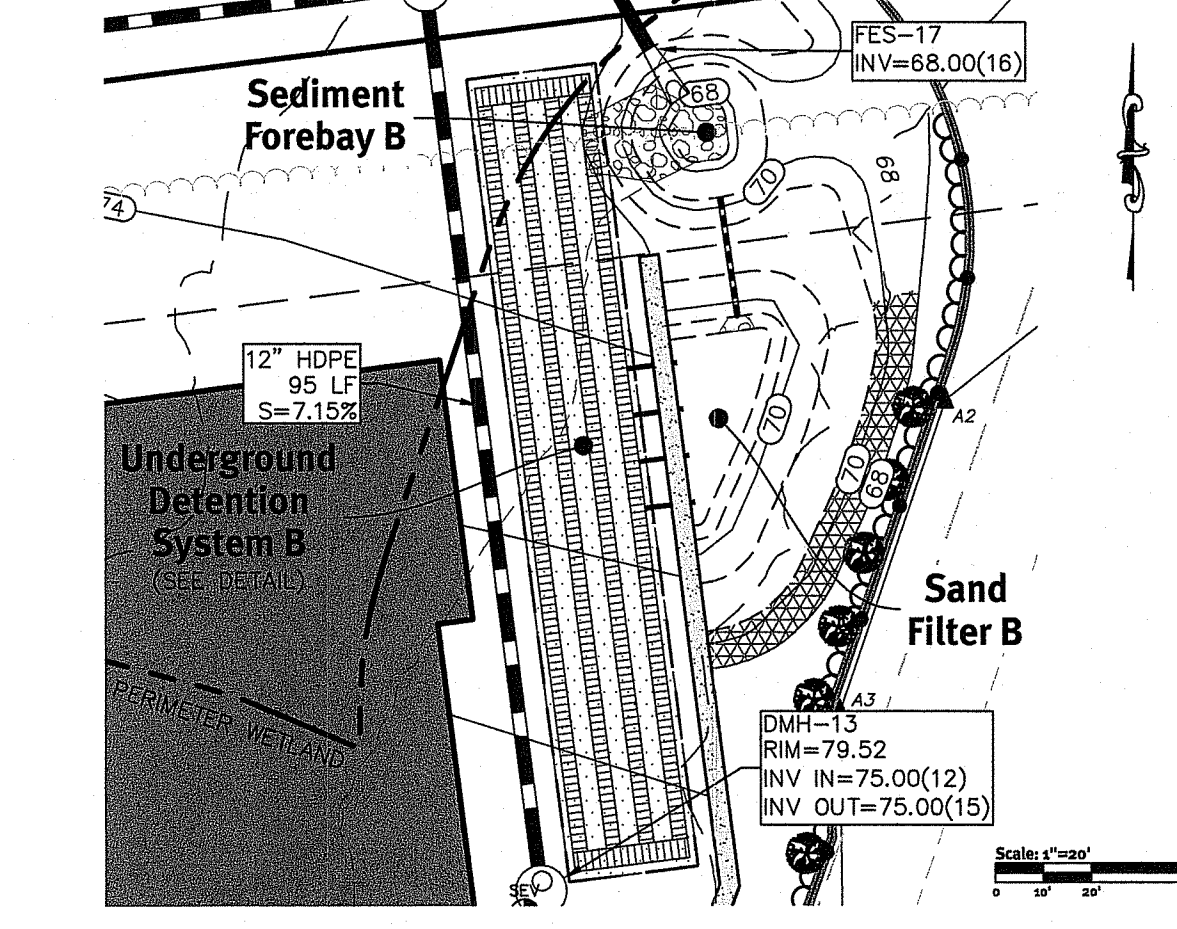 FES-17
INV=68.00(16)
Sediment
Forebay B
68
70
68
74
12" HDPE
95 LF
S=7.15%
A2
70
Underground
Detention
System B
(SEE DETAIL)
70
68
Sand
Filter B
PERIMETER WETLAND
A3
DMH-13
RIM=79.52
INV IN=75.00(12)
INV OUT=75.00(15)
SEV
Scale: 1"=20'
0 10' 20'